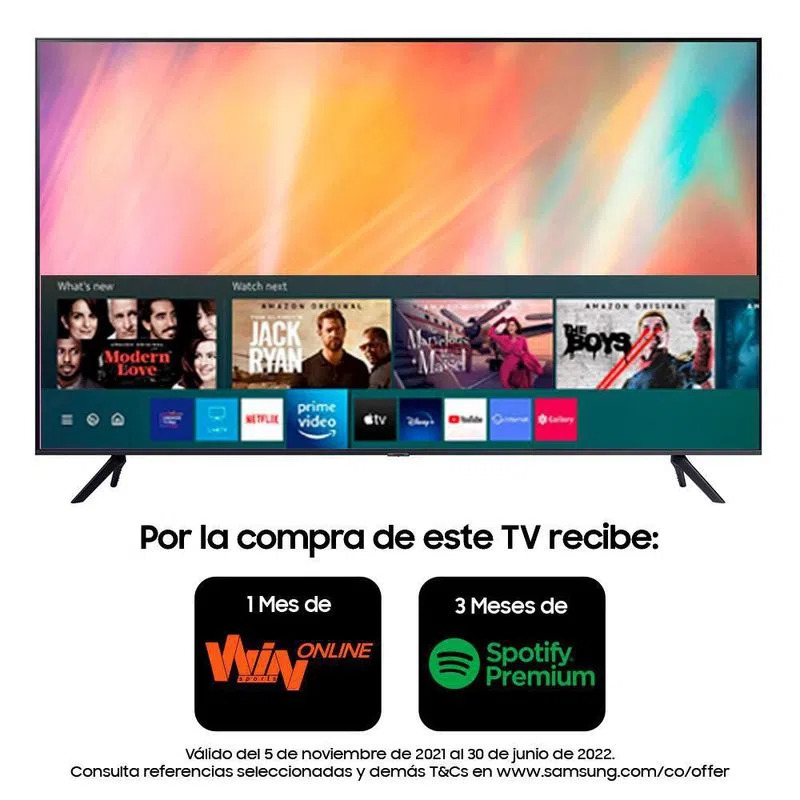 What's new
Watch next
AMAZON ORIGINAL
Modern
Love
AMAZON ORIGINAL
JACK
RYAN
Marvelous
Maisel
AMAZON ORIGINAL
THE
BOYS
NETFLIX
prime
video
tv
Disney+
YouTube
Internet
Gallery
Por la compra de este TV recibe:
1 Mes de
Win
sports
ONLINE
3 Meses de
Spotify
Premium
Válido del 5 de noviembre de 2021 al 30 de junio de 2022.
Consulta referencias seleccionadas y demás T&Cs en www.samsung.com/co/offer